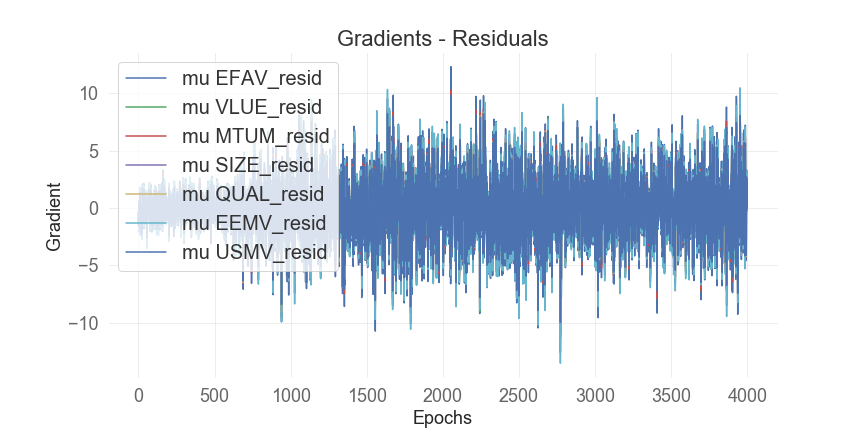 Gradients - Residuals
mu EFAV_resid
mu VLUE_resid
mu MTUM_resid
mu SIZE_resid
mu QUAL_resid
mu EEMV_resid
mu USMV_resid
Gradient
10
5
0
−5
−10
0 500 1000 1500 2000 2500 3000 3500 4000
Epochs